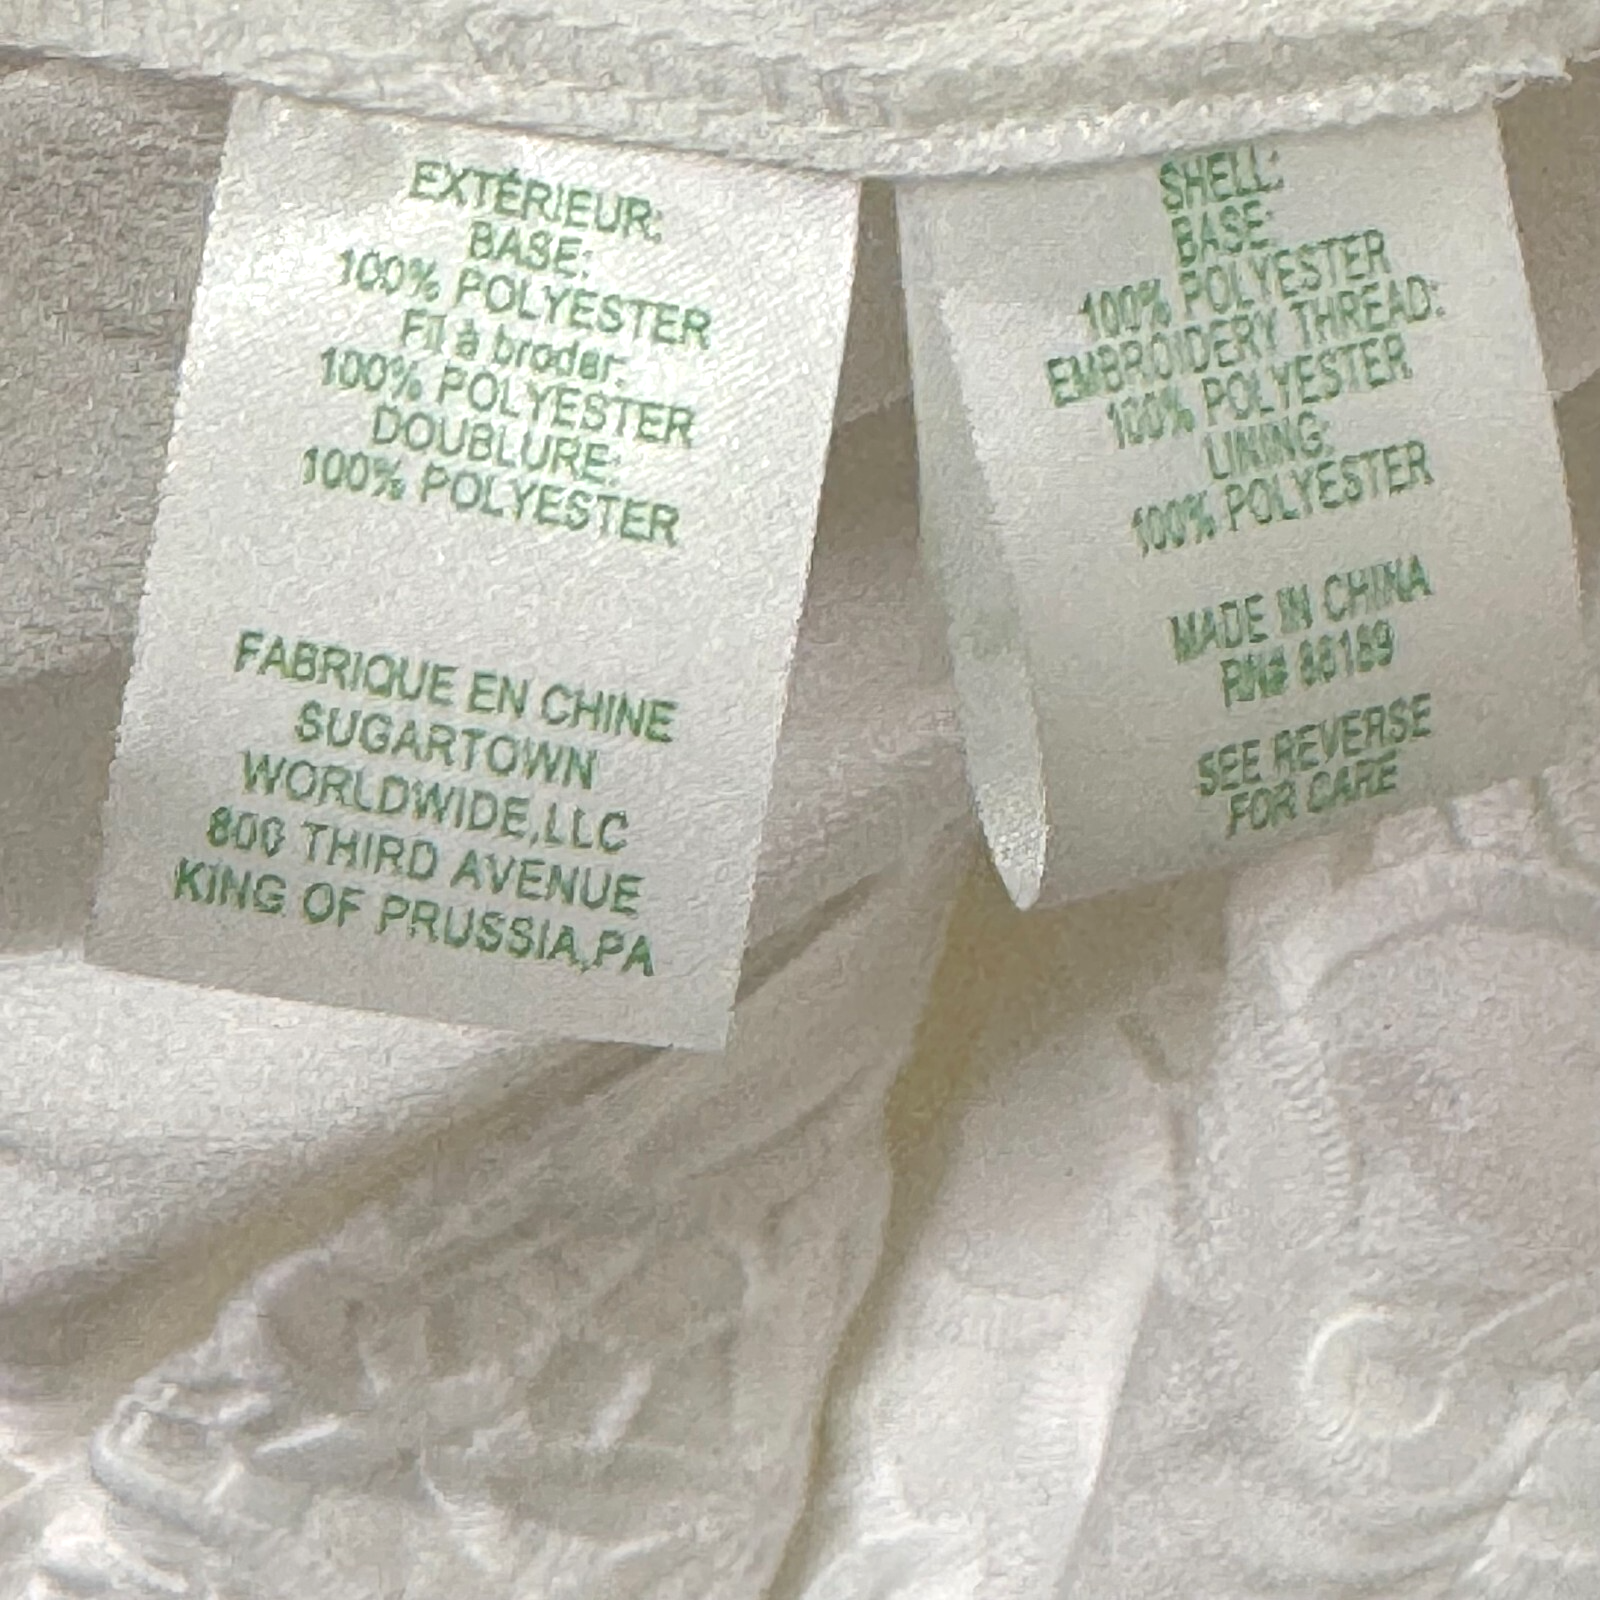 EXTÉRIEUR:
BASE:
100% POLYESTER
Fil à broder:
100% POLYESTER
DOUBLURE:
100% POLYESTER
FABRIQUE EN CHINE
SUGARTOWN
WORLDWIDE,LLC
800 THIRD AVENUE
KING OF PRUSSIA,PA
SHELL:
BASE:
100% POLYESTER
EMBROIDERY THREAD:
100% POLYESTER
LINING:
100% POLYESTER
MADE IN CHINA
RN# 88189
SEE REVERSE
FOR CARE